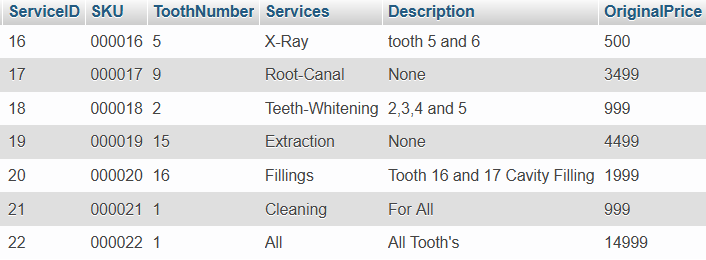 ServiceID SKU ToothNumber Services Description OriginalPrice
16 000016 5 X-Ray tooth 5 and 6 500
17 000017 9 Root-Canal None 3499
18 000018 2 Teeth-Whitening 2,3,4 and 5 999
19 000019 15 Extraction None 4499
20 000020 16 Fillings Tooth 16 and 17 Cavity Filling 1999
21 000021 1 Cleaning For All 999
22 000022 1 All All Tooth's 14999